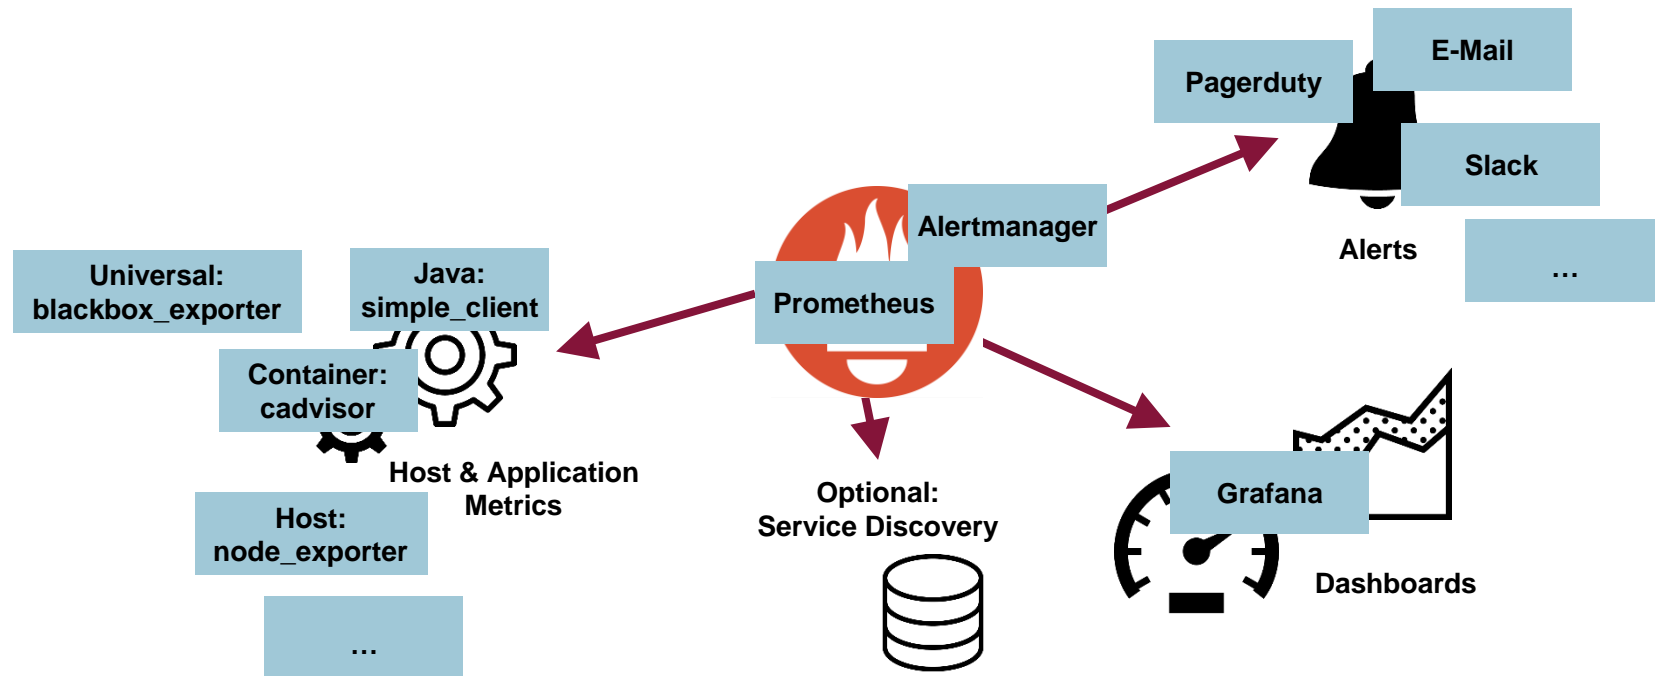 E-Mail
Pagerduty
Slack
Alertmanager
Alerts
…
Universal:
blackbox_exporter
Java:
simple_client
Prometheus
Container:
cadvisor
Host & Application
Metrics
Optional:
Service Discovery
Grafana
Host:
node_exporter
Dashboards
…